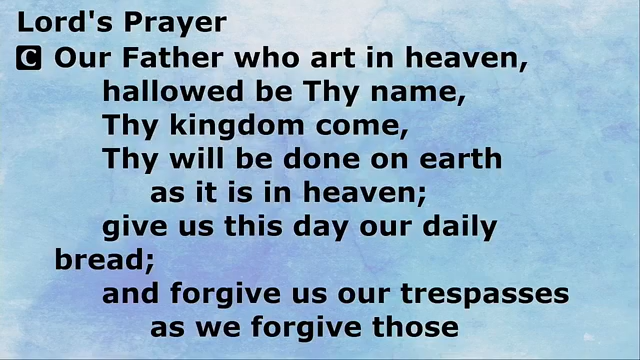 Lord's Prayer
C Our Father who art in heaven,
hallowed be Thy name,
Thy kingdom come,
Thy will be done on earth
as it is in heaven;
give us this day our daily
bread;
and forgive us our trespasses
as we forgive those